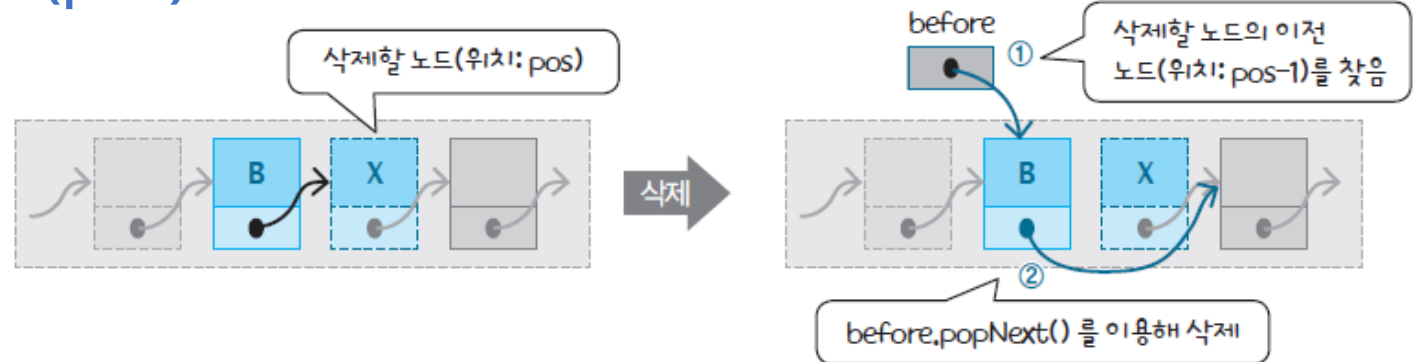 삭제할 노드(위치: pos)
B
X
삭제
before
①
삭제할 노드의 이전
노드(위치: pos-1)를 찾음
B
X
②
before.popNext() 를 이용해 삭제